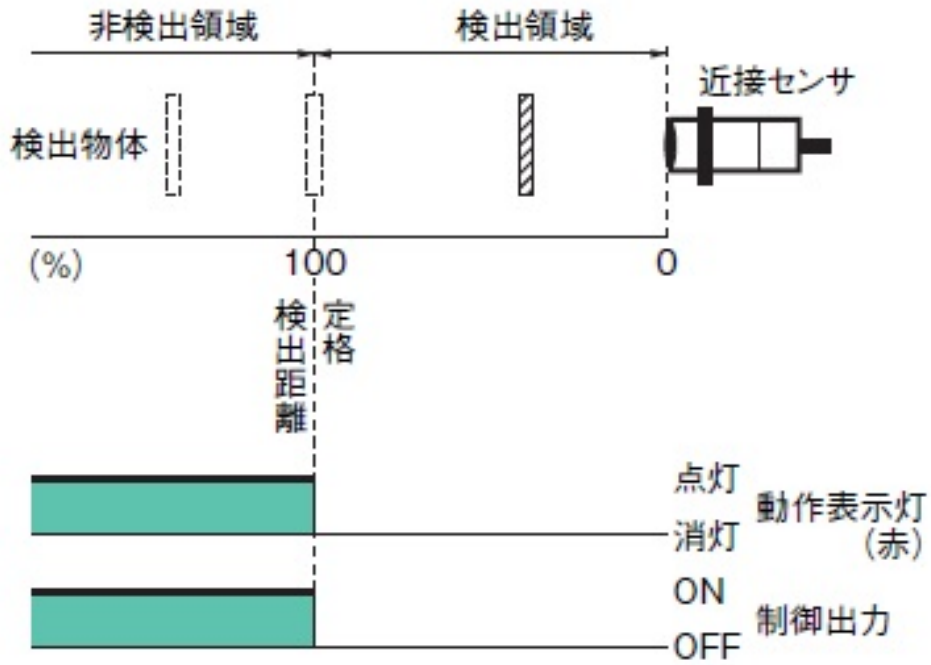 非検出領域 検出領域
近接センサ
検出物体
(%) 100 0
定格
検出距離
点灯
動作表示灯
消灯
(赤)
ON
制御出力
OFF